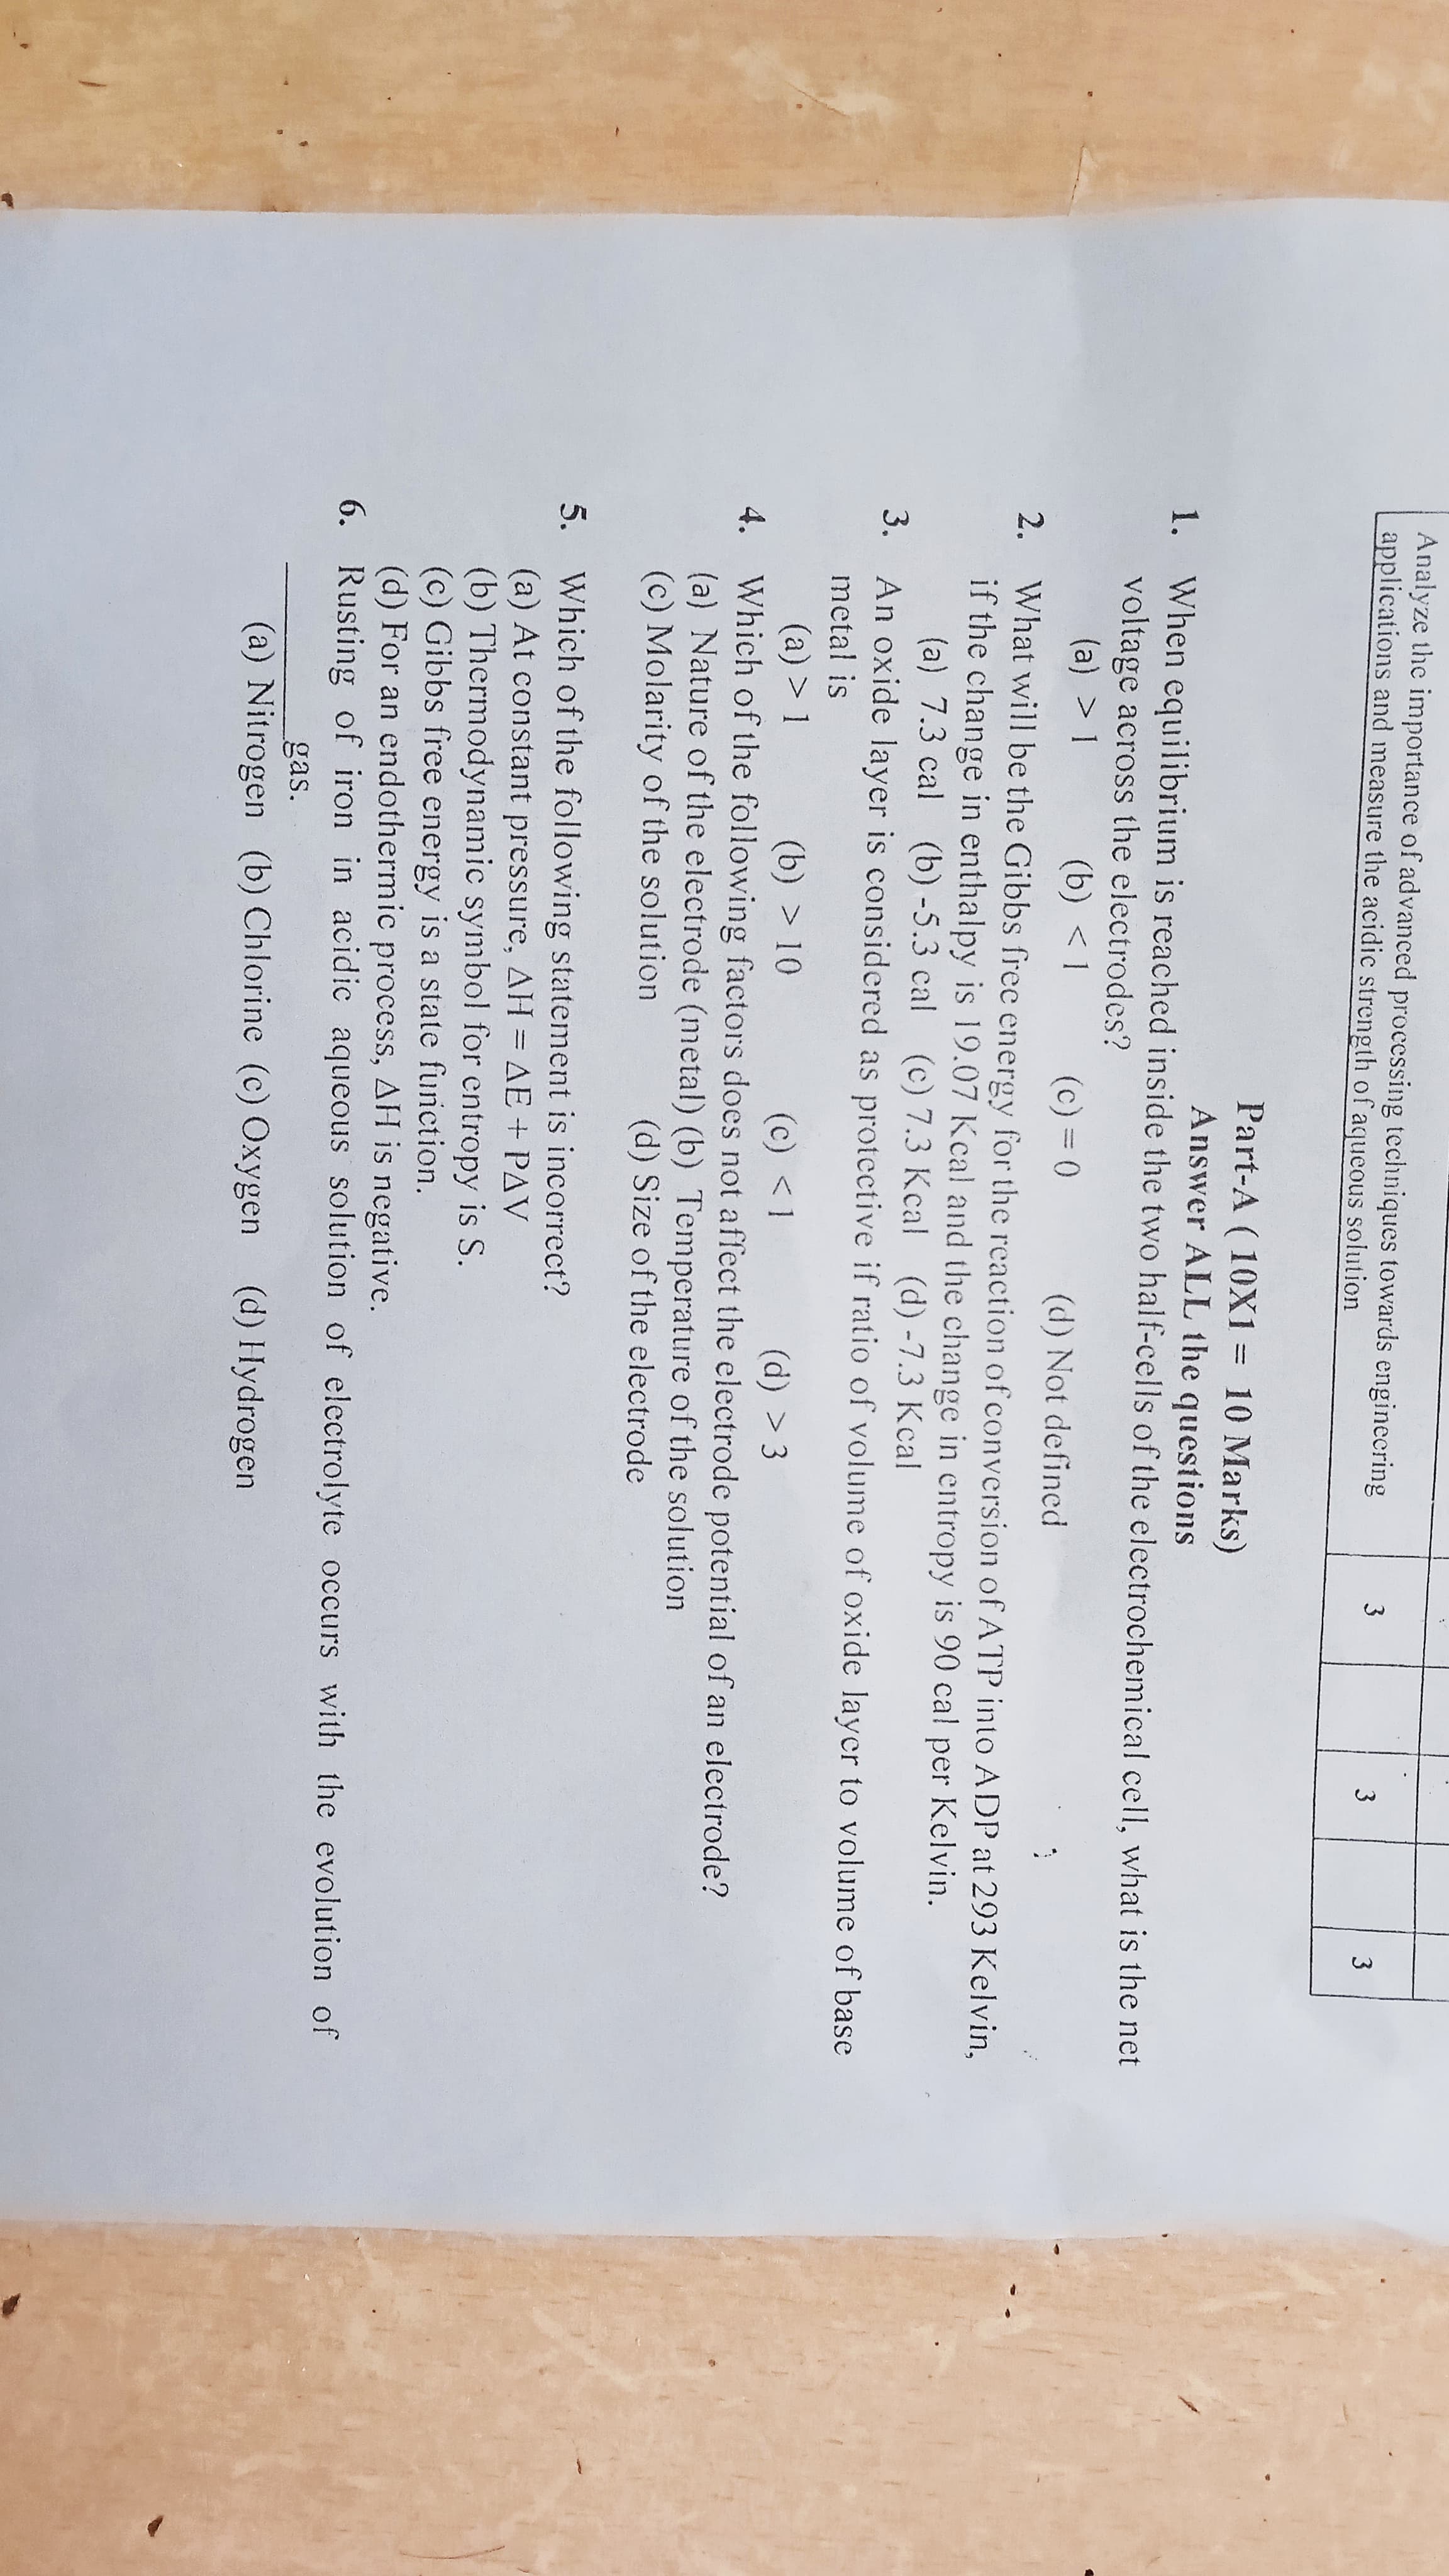 Analyze the importance of advanced processing techniques towards engineering
applications and measure the acidic strength of aqueous solution
3 3 3
Part-A ( 10X1 = 10 Marks)
Answer ALL the questions
1. When equilibrium is reached inside the two half-cells of the electrochemical cell, what is the net
voltage across the electrodes?
(a) > 1 (b) < 1 (c) = 0 (d) Not defined
2. What will be the Gibbs free energy for the reaction of conversion of ATP into ADP at 293 Kelvin,
if the change in enthalpy is 19.07 Kcal and the change in entropy is 90 cal per Kelvin.
(a) 7.3 cal (b) -5.3 cal (c) 7.3 Kcal (d) -7.3 Kcal
3. An oxide layer is considered as protective if ratio of volume of oxide layer to volume of base
metal is
(a) > 1 (b) > 10 (c) < 1 (d) > 3
4. Which of the following factors does not affect the electrode potential of an electrode?
(a) Nature of the electrode (metal) (b) Temperature of the solution
(c) Molarity of the solution (d) Size of the electrode
5. Which of the following statement is incorrect?
(a) At constant pressure, ΔH = ΔE + PΔV
(b) Thermodynamic symbol for entropy is S.
(c) Gibbs free energy is a state function.
(d) For an endothermic process, ΔH is negative.
6. Rusting of iron in acidic aqueous solution of electrolyte occurs with the evolution of
__________gas.
(a) Nitrogen (b) Chlorine (c) Oxygen (d) Hydrogen